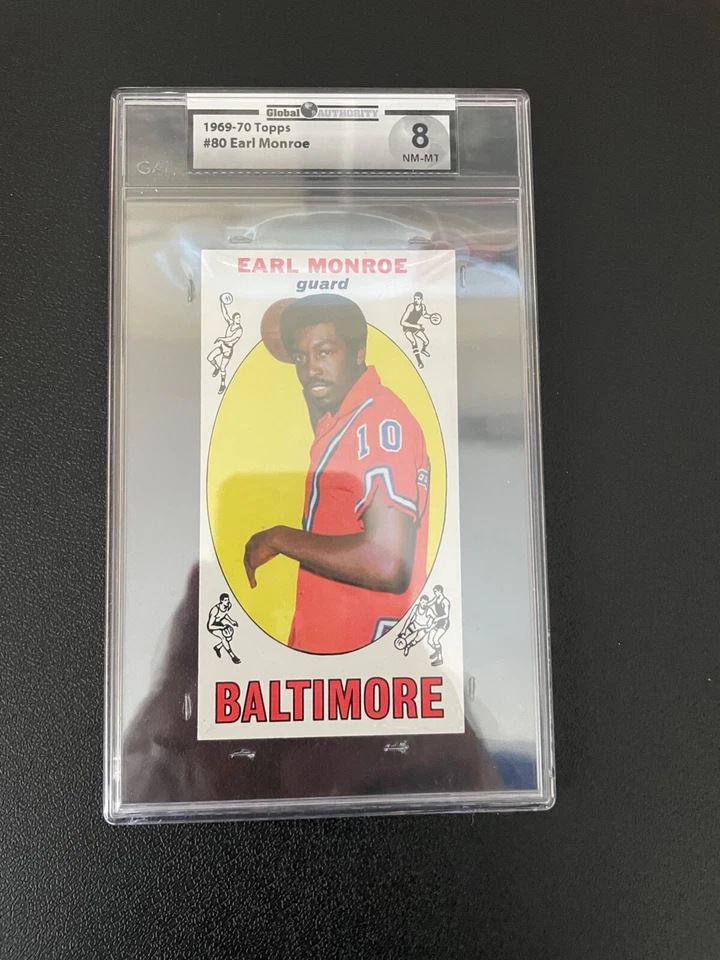 Global AUTHORITY
1969-70 Topps
#80 Earl Monroe
8
NM-MT
EARL MONROE
guard
10
BALTIMORE